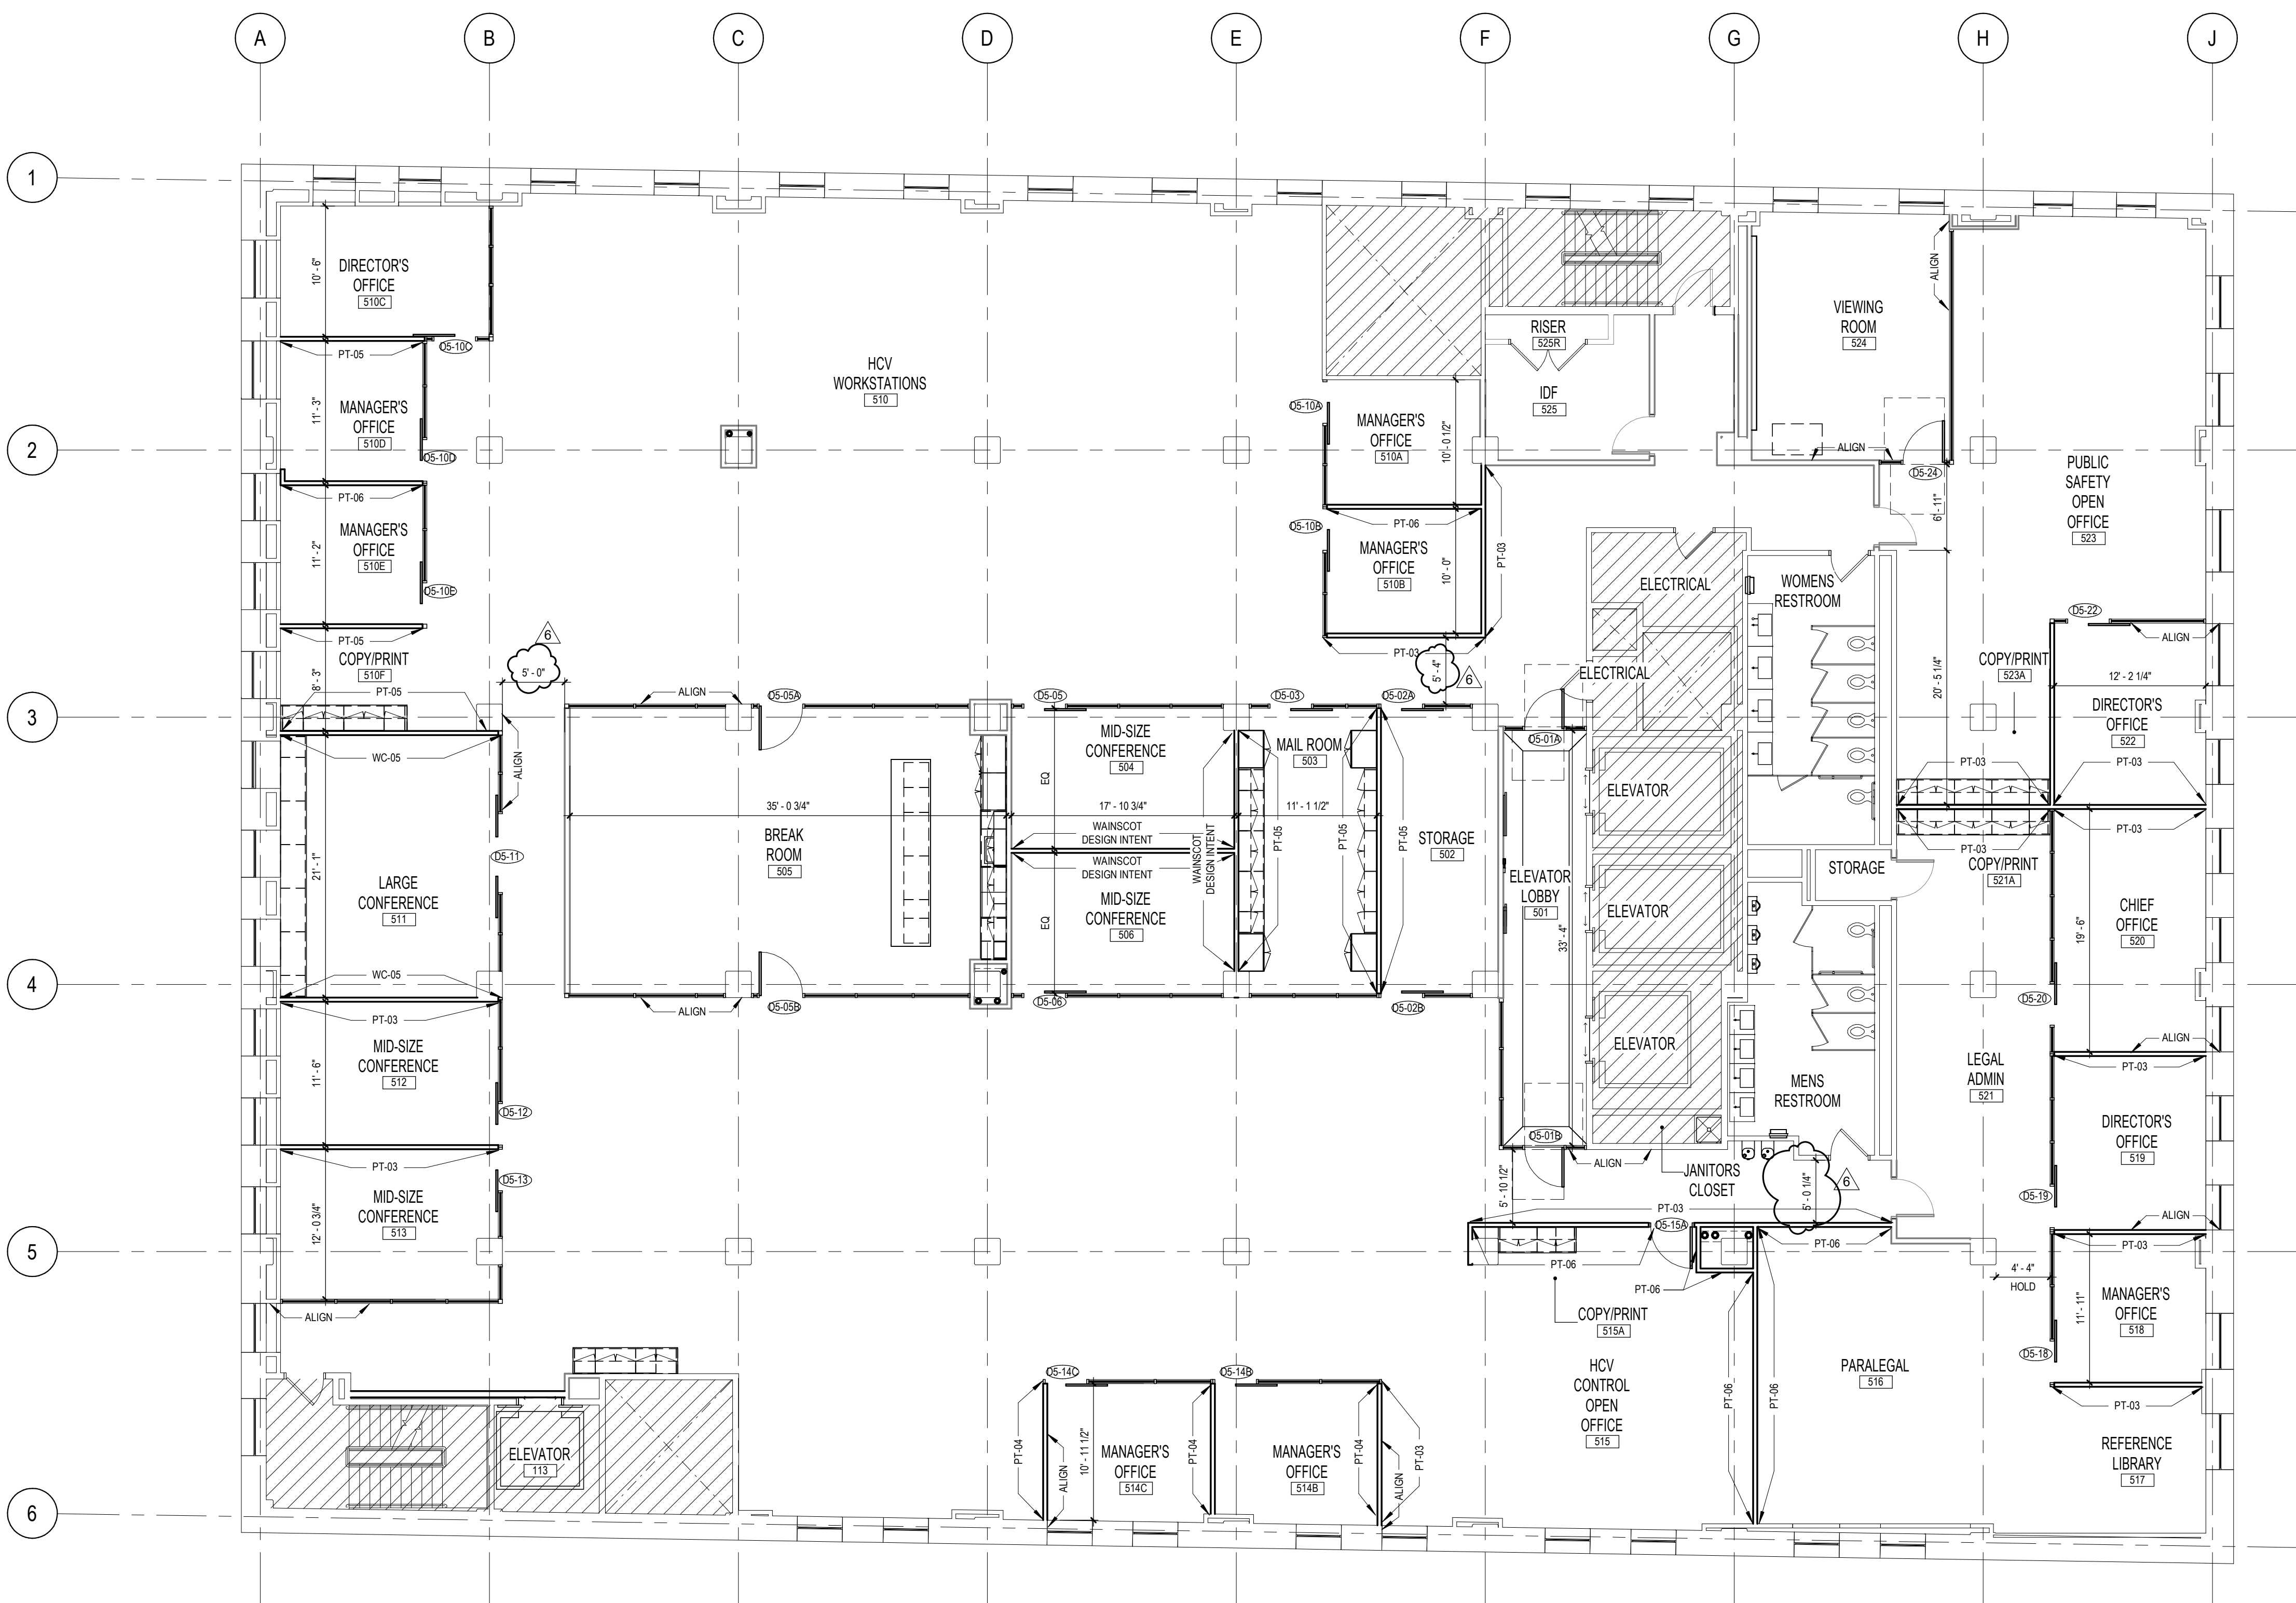 A
B
C
D
E
F
G
H
J
1
2
3
4
5
6
DIRECTOR'S
OFFICE
510C
10' - 6"
D5-10C
PT-05
11' - 3"
MANAGER'S
OFFICE
510D
D5-10D
PT-06
11' - 2"
MANAGER'S
OFFICE
510E
D5-10E
PT-05
COPY/PRINT
510F
8' - 3"
PT-05
5' - 0"
6
HCV
WORKSTATIONS
510
D5-10A
MANAGER'S
OFFICE
510A
10' - 0 1/2"
PT-06
D5-10B
MANAGER'S
OFFICE
510B
10' - 0"
PT-03
PT-03
5' - 4"
6
RISER
525R
IDF
525
VIEWING
ROOM
524
ALIGN
ALIGN
D5-24
6' - 11"
PUBLIC
SAFETY
OPEN
OFFICE
523
ELECTRICAL
WOMENS
RESTROOM
ELECTRICAL
20' - 5 1/4"
COPY/PRINT
523A
D5-22
ALIGN
12' - 2 1/4"
DIRECTOR'S
OFFICE
522
PT-03
PT-03
WC-05
ALIGN
D5-11
21' - 1"
LARGE
CONFERENCE
511
WC-05
ALIGN
D5-05A
35' - 0 3/4"
BREAK
ROOM
505
ALIGN
D5-05B
D5-05
MID-SIZE
CONFERENCE
504
EQ
17' - 10 3/4"
WAINSCOT
DESIGN INTENT
WAINSCOT
DESIGN INTENT
WAINSCOT
DESIGN INTENT
MID-SIZE
CONFERENCE
506
EQ
D5-06
D5-03
MAIL ROOM
503
11' - 1 1/2"
PT-05
PT-05
PT-05
D5-02A
STORAGE
502
D5-02B
D5-01A
ELEVATOR
LOBBY
501
33' - 4"
D5-01B
ELEVATOR
ELEVATOR
ELEVATOR
STORAGE
PT-03
COPY/PRINT
521A
PT-03
CHIEF
OFFICE
520
19' - 6"
D5-20
ALIGN
PT-03
LEGAL
ADMIN
521
MENS
RESTROOM
DIRECTOR'S
OFFICE
519
D5-19
ALIGN
PT-03
PT-03
MID-SIZE
CONFERENCE
512
11' - 6"
D5-12
PT-03
D5-13
MID-SIZE
CONFERENCE
513
12' - 0 3/4"
ALIGN
ALIGN
JANITORS
CLOSET
5' - 10 1/2"
5' - 0 1/4"
6
PT-03
D5-15A
PT-06
PT-06
PT-06
COPY/PRINT
515A
4' - 4"
HOLD
MANAGER'S
OFFICE
518
11' - 11"
D5-18
PT-03
REFERENCE
LIBRARY
517
PARALEGAL
516
PT-06
PT-06
HCV
CONTROL
OPEN
OFFICE
515
D5-14C
PT-04
ALIGN
10' - 11 1/2"
MANAGER'S
OFFICE
514C
PT-04
D5-14B
MANAGER'S
OFFICE
514B
PT-04
ALIGN
PT-03
ELEVATOR
113